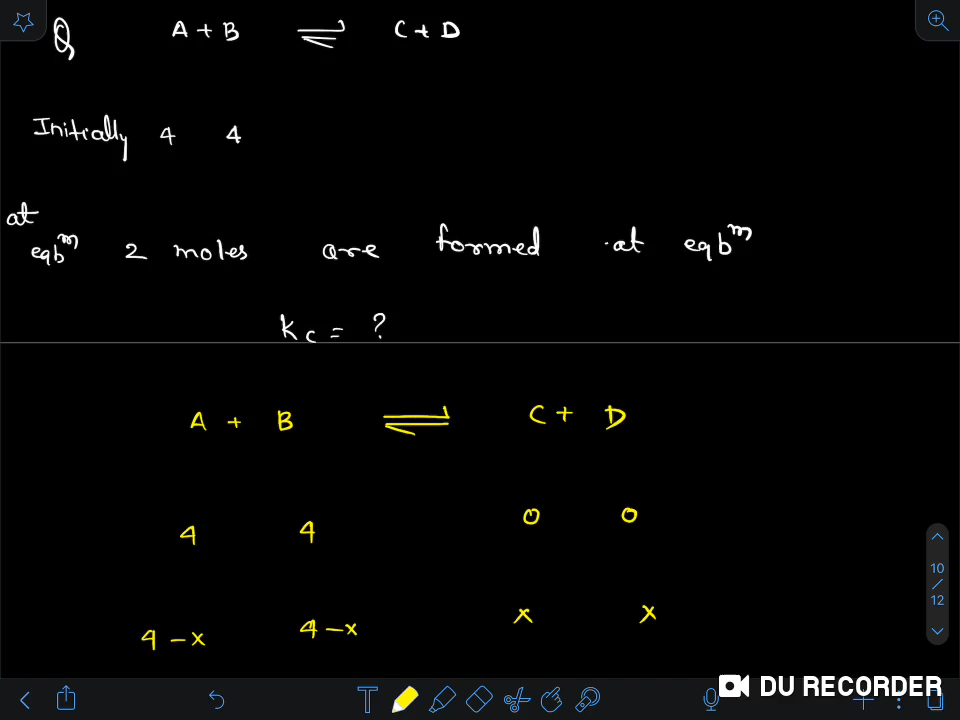 Q A + B ⇌ C + D
Initially 4 4
at
eqbᵐ 2 moles are formed at eqbᵐ
Kc = ?
A + B ⇌ C + D
4 4 0 0
4 - x 4 - x x x
10
/
12
T
DU RECORDER